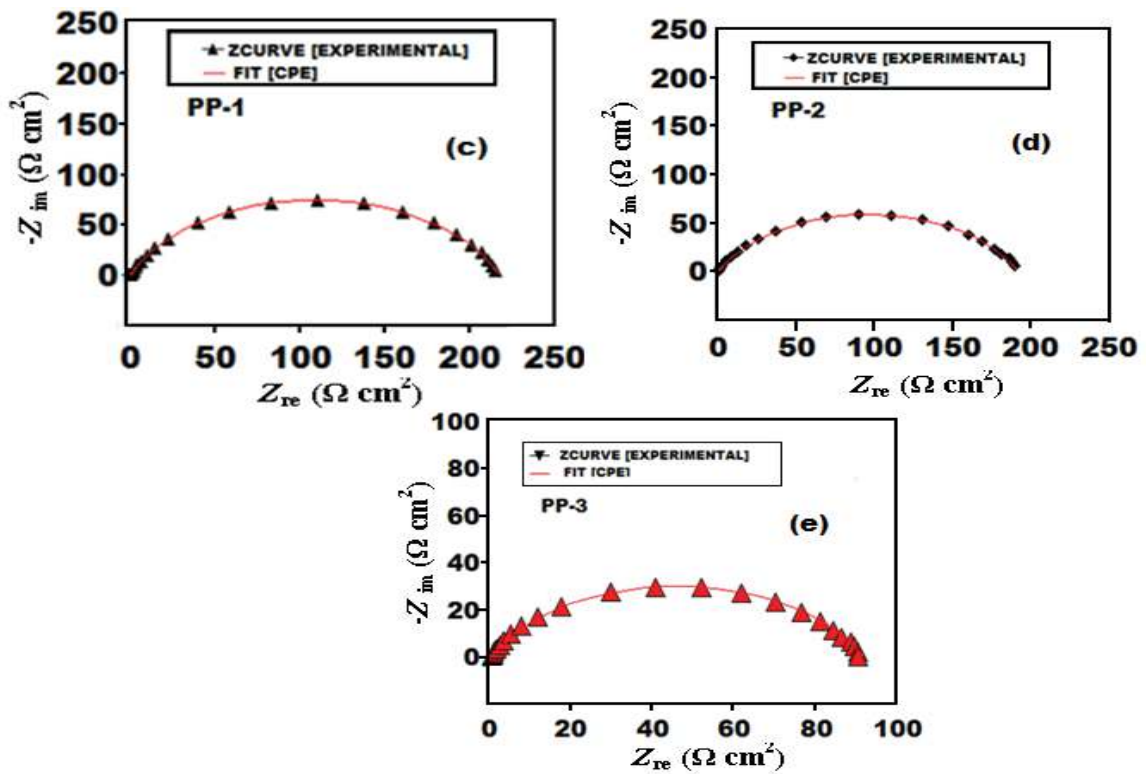 250
200
150
100
50
0
ZCURVE [EXPERIMENTAL]
FIT [CPE]
PP-1
(c)
-Z im (Ω cm2)
0 50 100 150 200 250
Zre (Ω cm2)
250
200
150
100
50
0
ZCURVE [EXPERIMENTAL]
FIT [CPE]
PP-2
(d)
-Z im (Ω cm2)
0 50 100 150 200 250
Zre (Ω cm2)
100
80
60
40
20
0
ZCURVE [EXPERIMENTAL]
FIT [CPE]
PP-3
(e)
-Z im (Ω cm2)
0 20 40 60 80 100
Zre (Ω cm2)